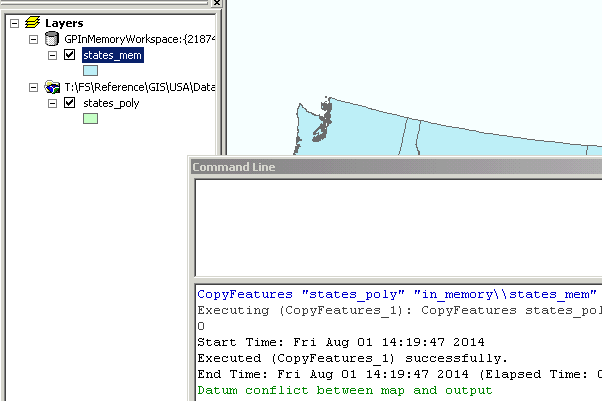 Layers
GPInMemoryWorkspace:{21874
states_mem
T:\FS\Reference\GIS\USA\Data
states_poly
Command Line
CopyFeatures "states_poly" "in_memory\\states_mem"
Executing (CopyFeatures_1): CopyFeatures states_pol
0
Start Time: Fri Aug 01 14:19:47 2014
Executed (CopyFeatures_1) successfully.
End Time: Fri Aug 01 14:19:47 2014 (Elapsed Time: 0
Datum conflict between map and output